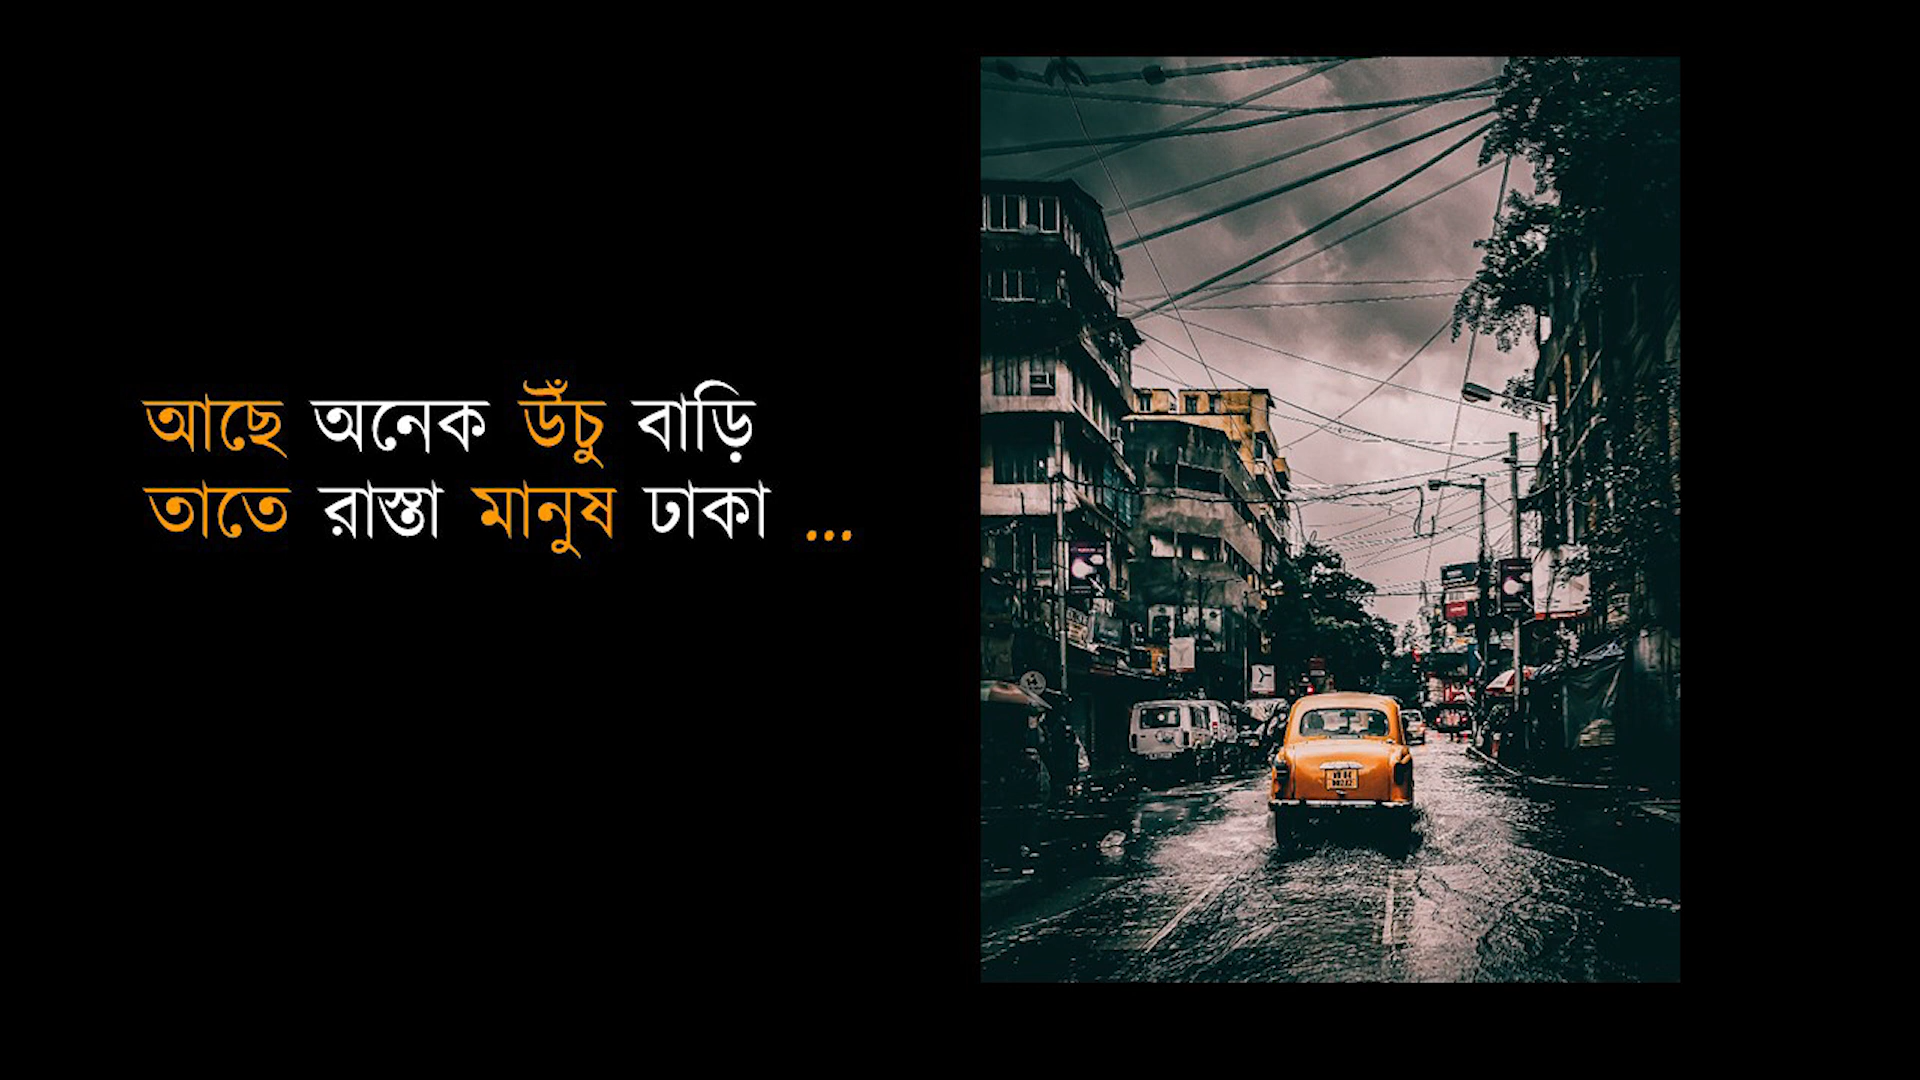 আছে অনেক উঁচু বাড়ি
তাতে রাস্তা মানুষ ঢাকা ...